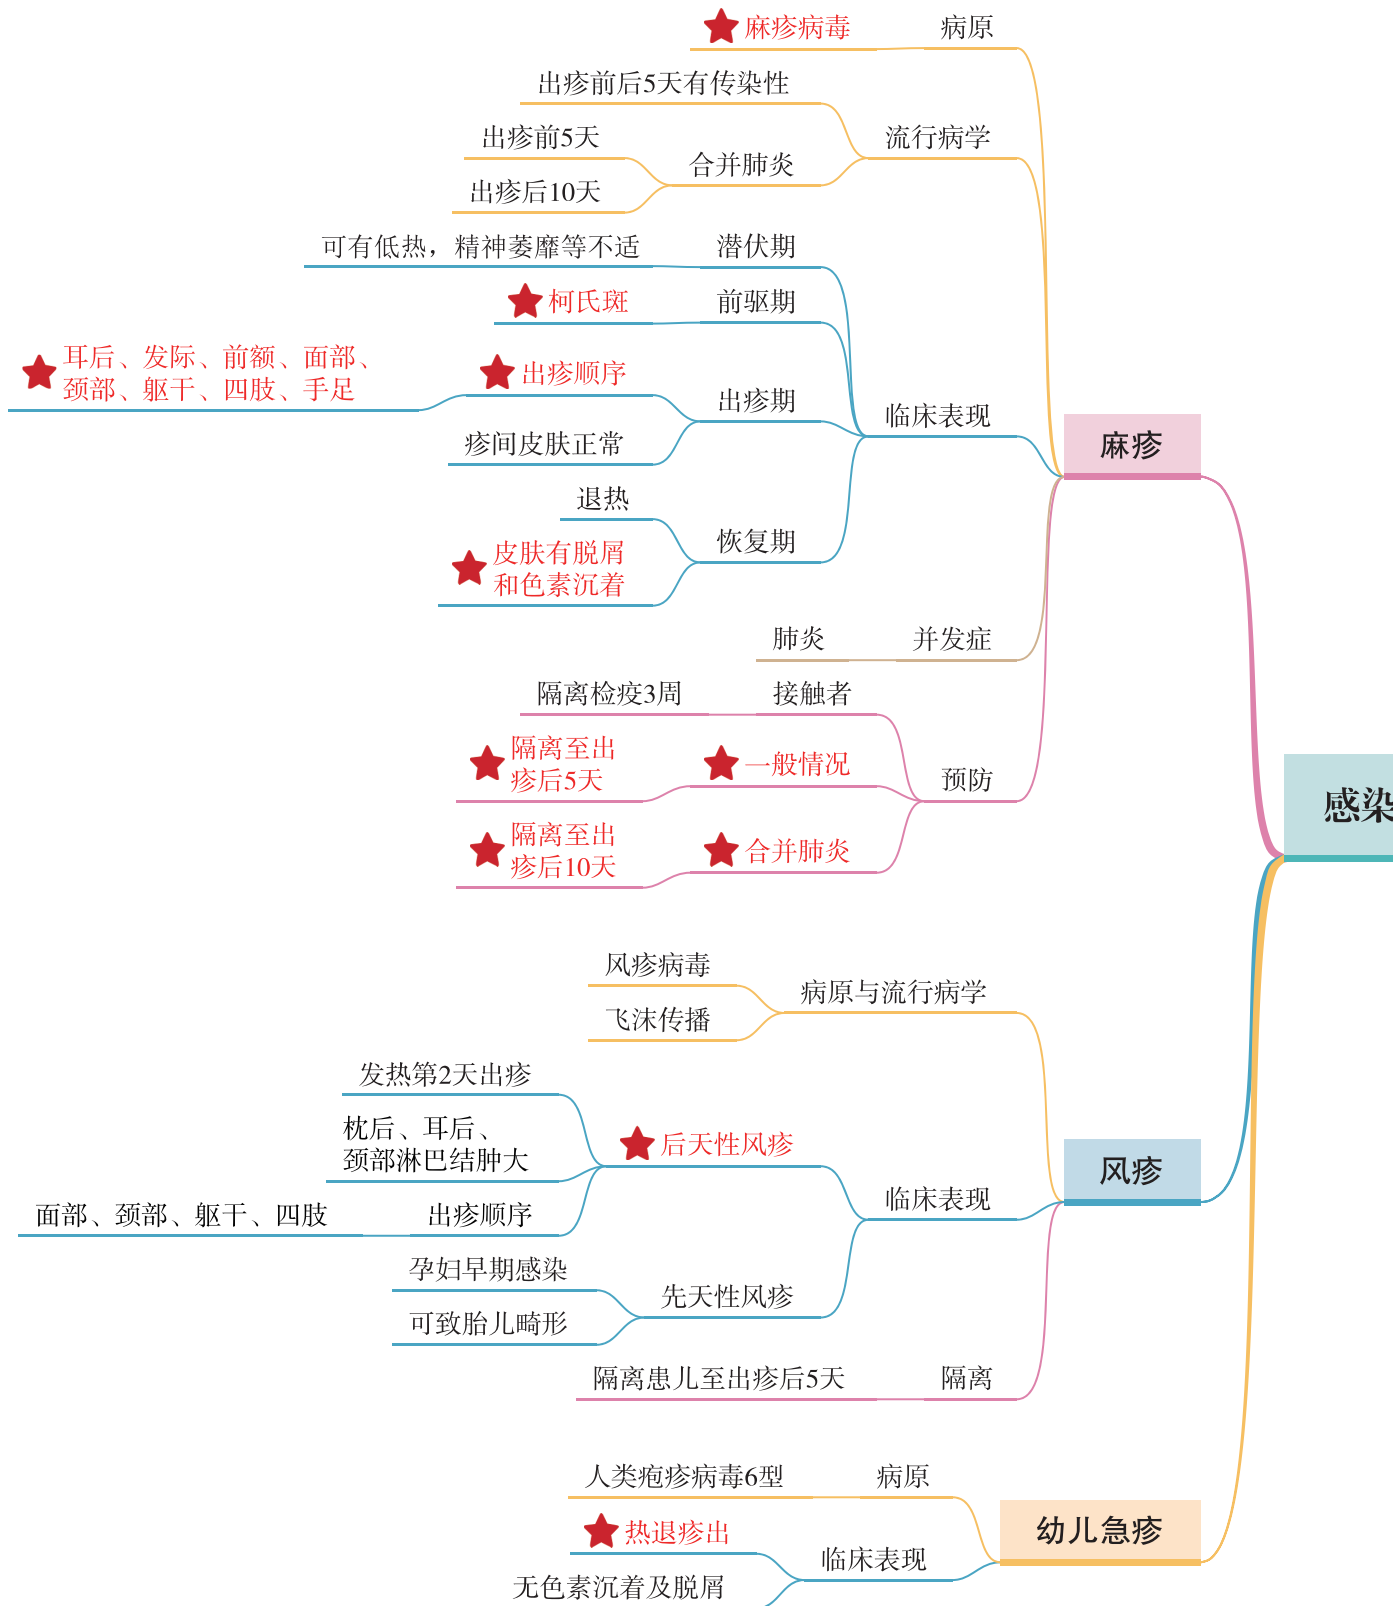 麻疹病毒
病原
出疹前后5天有传染性
出疹前5天
合并肺炎
流行病学
出疹后10天
可有低热，精神萎靡等不适
潜伏期
柯氏斑
前驱期
耳后、发际、前额、面部、
颈部、躯干、四肢、手足
出疹顺序
出疹期
疹间皮肤正常
临床表现
麻疹
退热
皮肤有脱屑
和色素沉着
恢复期
肺炎
并发症
隔离检疫3周
接触者
隔离至出
疹后5天
一般情况
预防
隔离至出
疹后10天
合并肺炎
感染
风疹病毒
病原与流行病学
飞沫传播
发热第2天出疹
枕后、耳后、
颈部淋巴结肿大
后天性风疹
面部、颈部、躯干、四肢
出疹顺序
临床表现
风疹
孕妇早期感染
先天性风疹
可致胎儿畸形
隔离患儿至出疹后5天
隔离
人类疱疹病毒6型
病原
热退疹出
临床表现
幼儿急疹
无色素沉着及脱屑